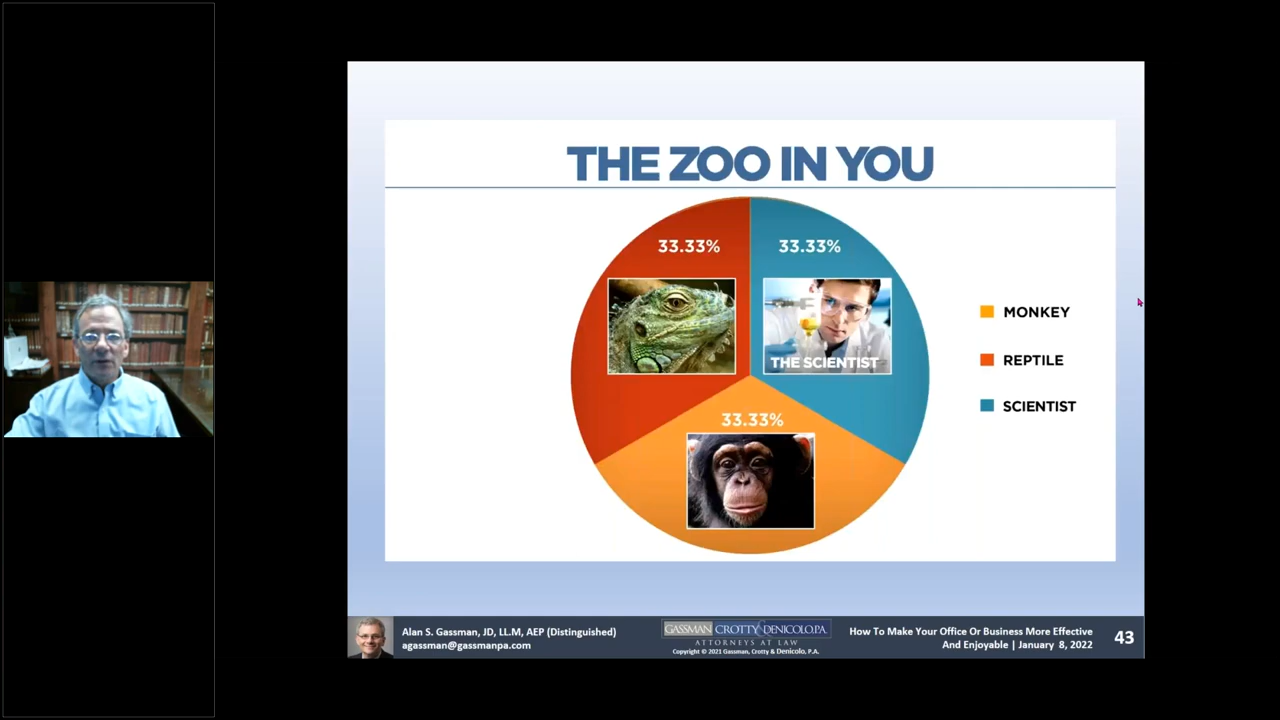 THE ZOO IN YOU
33.33%
33.33%
THE SCIENTIST
33.33%
MONKEY
REPTILE
SCIENTIST
Alan S. Gassman, JD, LL.M, AEP (Distinguished)
agassman@gassmanpa.com
GASSMAN CROTTY & DENICOLO, P.A.
ATTORNEYS AT LAW
Copyright © 2021 Gassman, Crotty & Denicolo, P.A.
How To Make Your Office Or Business More Effective
And Enjoyable | January 8, 2022
43